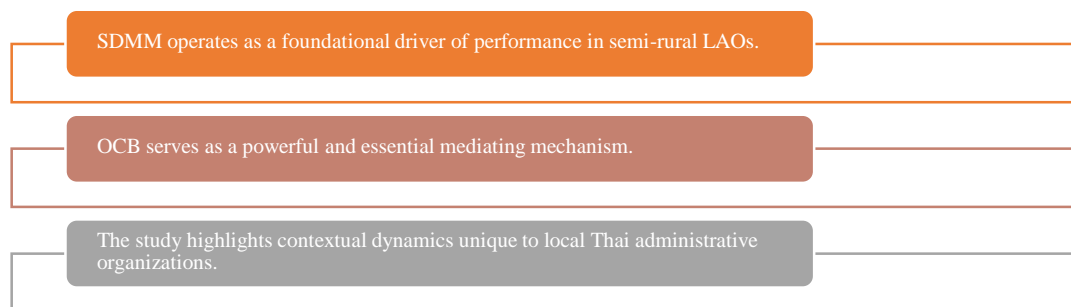 SDMM operates as a foundational driver of performance in semi-rural LAOs.
OCB serves as a powerful and essential mediating mechanism.
The study highlights contextual dynamics unique to local Thai administrative
organizations.